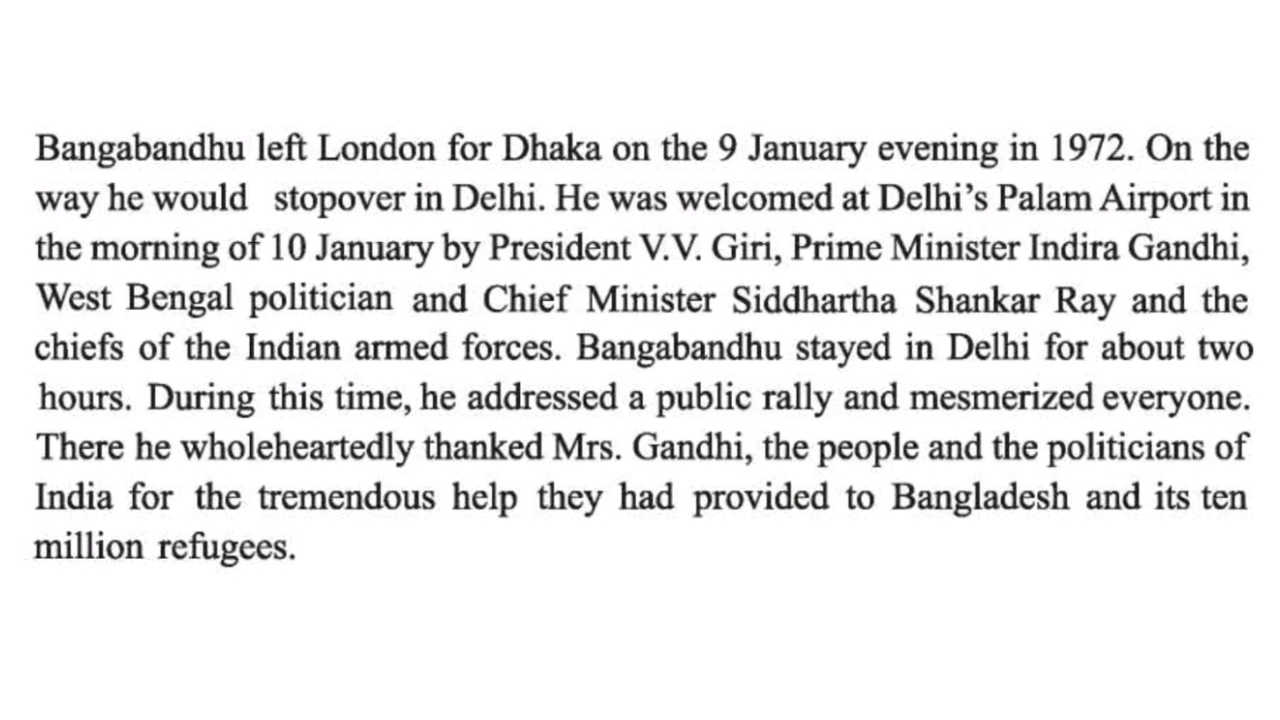 Bangabandhu left London for Dhaka on the 9 January evening in 1972. On the
way he would stopover in Delhi. He was welcomed at Delhi’s Palam Airport in
the morning of 10 January by President V.V. Giri, Prime Minister Indira Gandhi,
West Bengal politician and Chief Minister Siddhartha Shankar Ray and the
chiefs of the Indian armed forces. Bangabandhu stayed in Delhi for about two
hours. During this time, he addressed a public rally and mesmerized everyone.
There he wholeheartedly thanked Mrs. Gandhi, the people and the politicians of
India for the tremendous help they had provided to Bangladesh and its ten
million refugees.